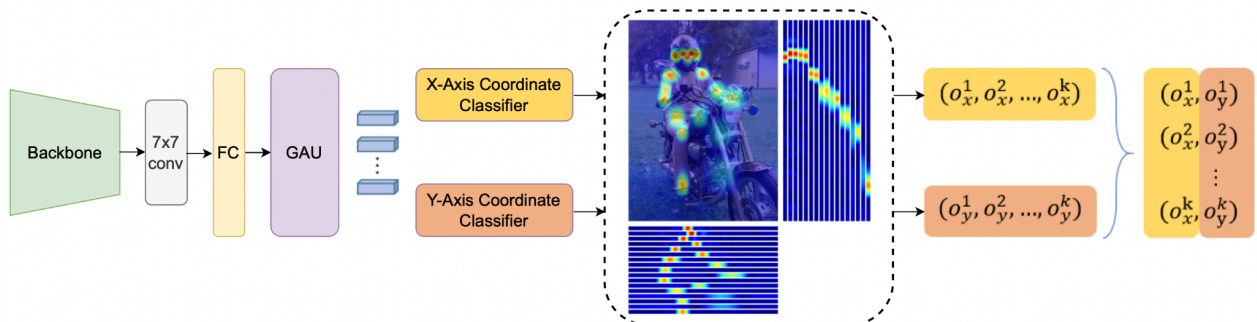 Backbone
7x7
conv
FC
GAU
X-Axis Coordinate
Classifier
Y-Axis Coordinate
Classifier
(o_x^1, o_x^2, ..., o_x^k)
(o_y^1, o_y^2, ..., o_y^k)
(o_x^1, o_y^1)
(o_x^2, o_y^2)
⋮
(o_x^k, o_y^k)